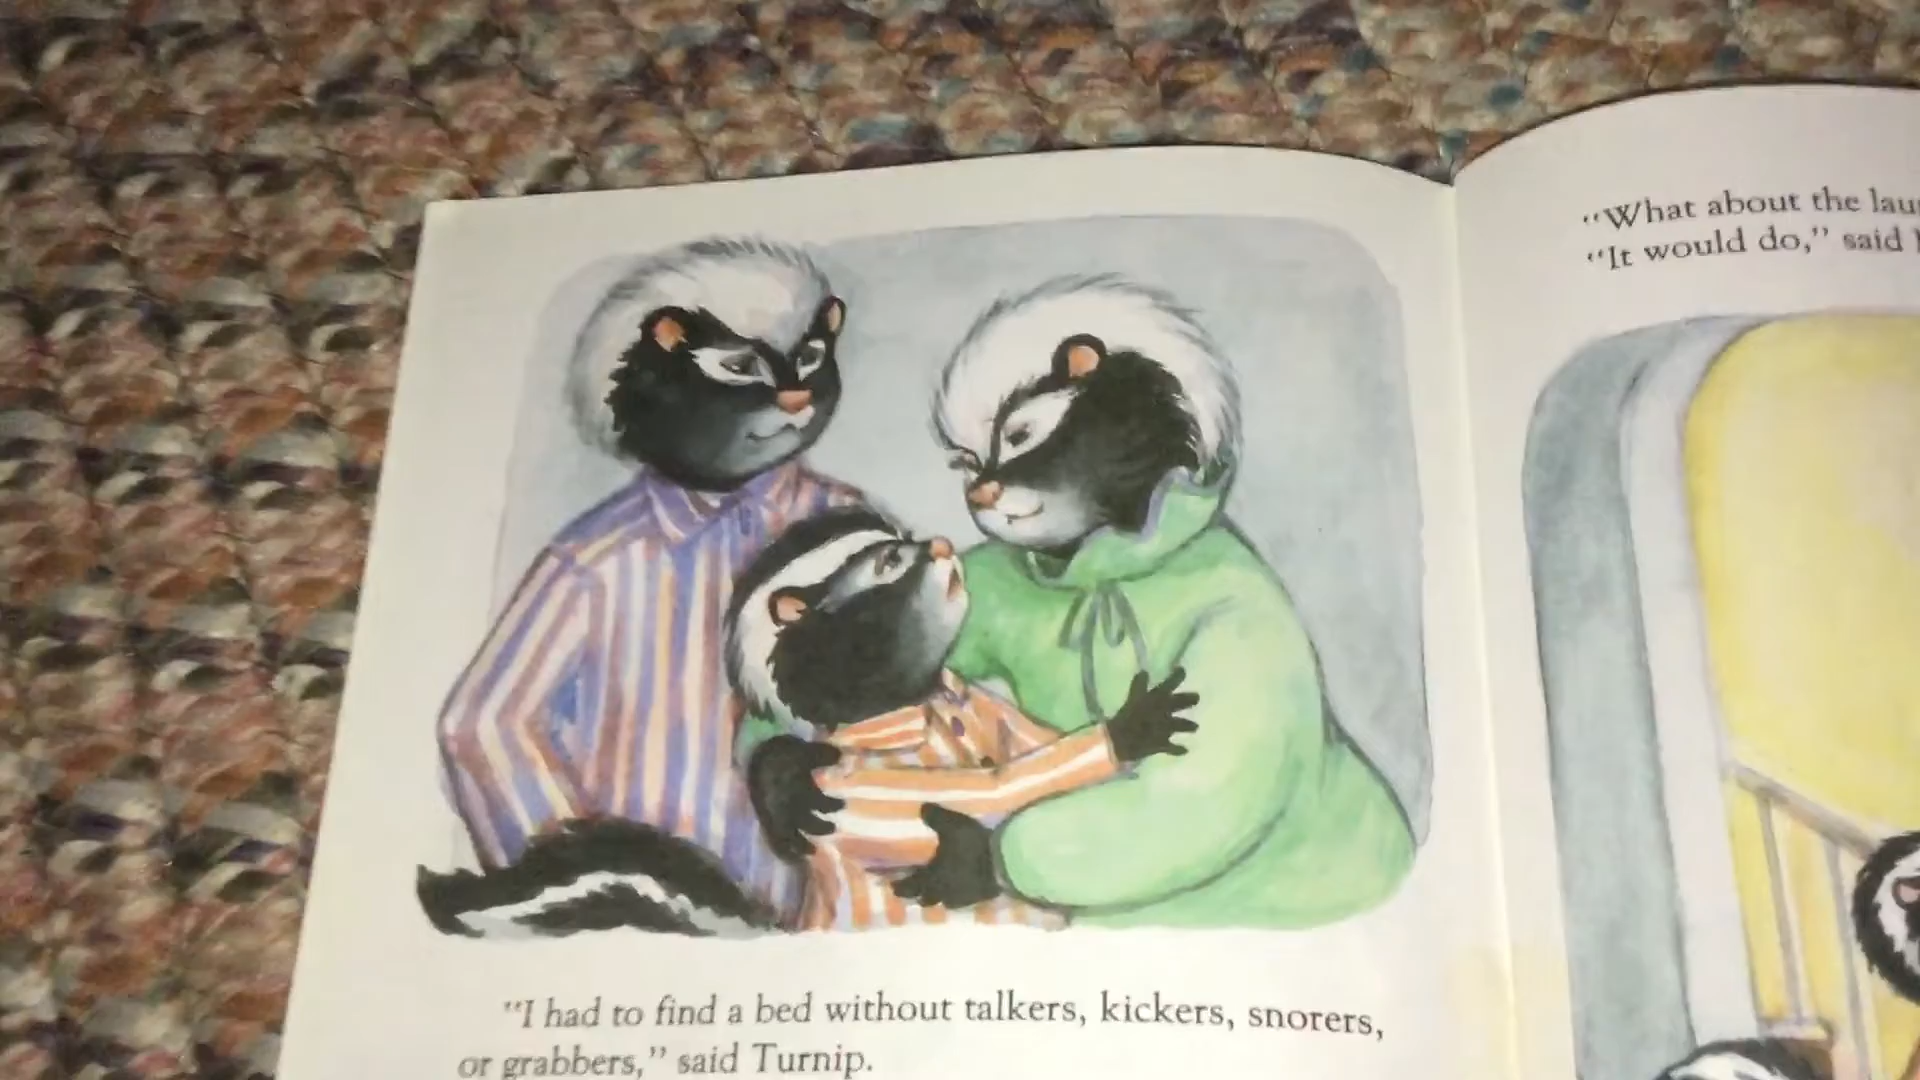 "I had to find a bed without talkers, kickers, snorers,
or grabbers," said Turnip.
"What about the
"It would do," said